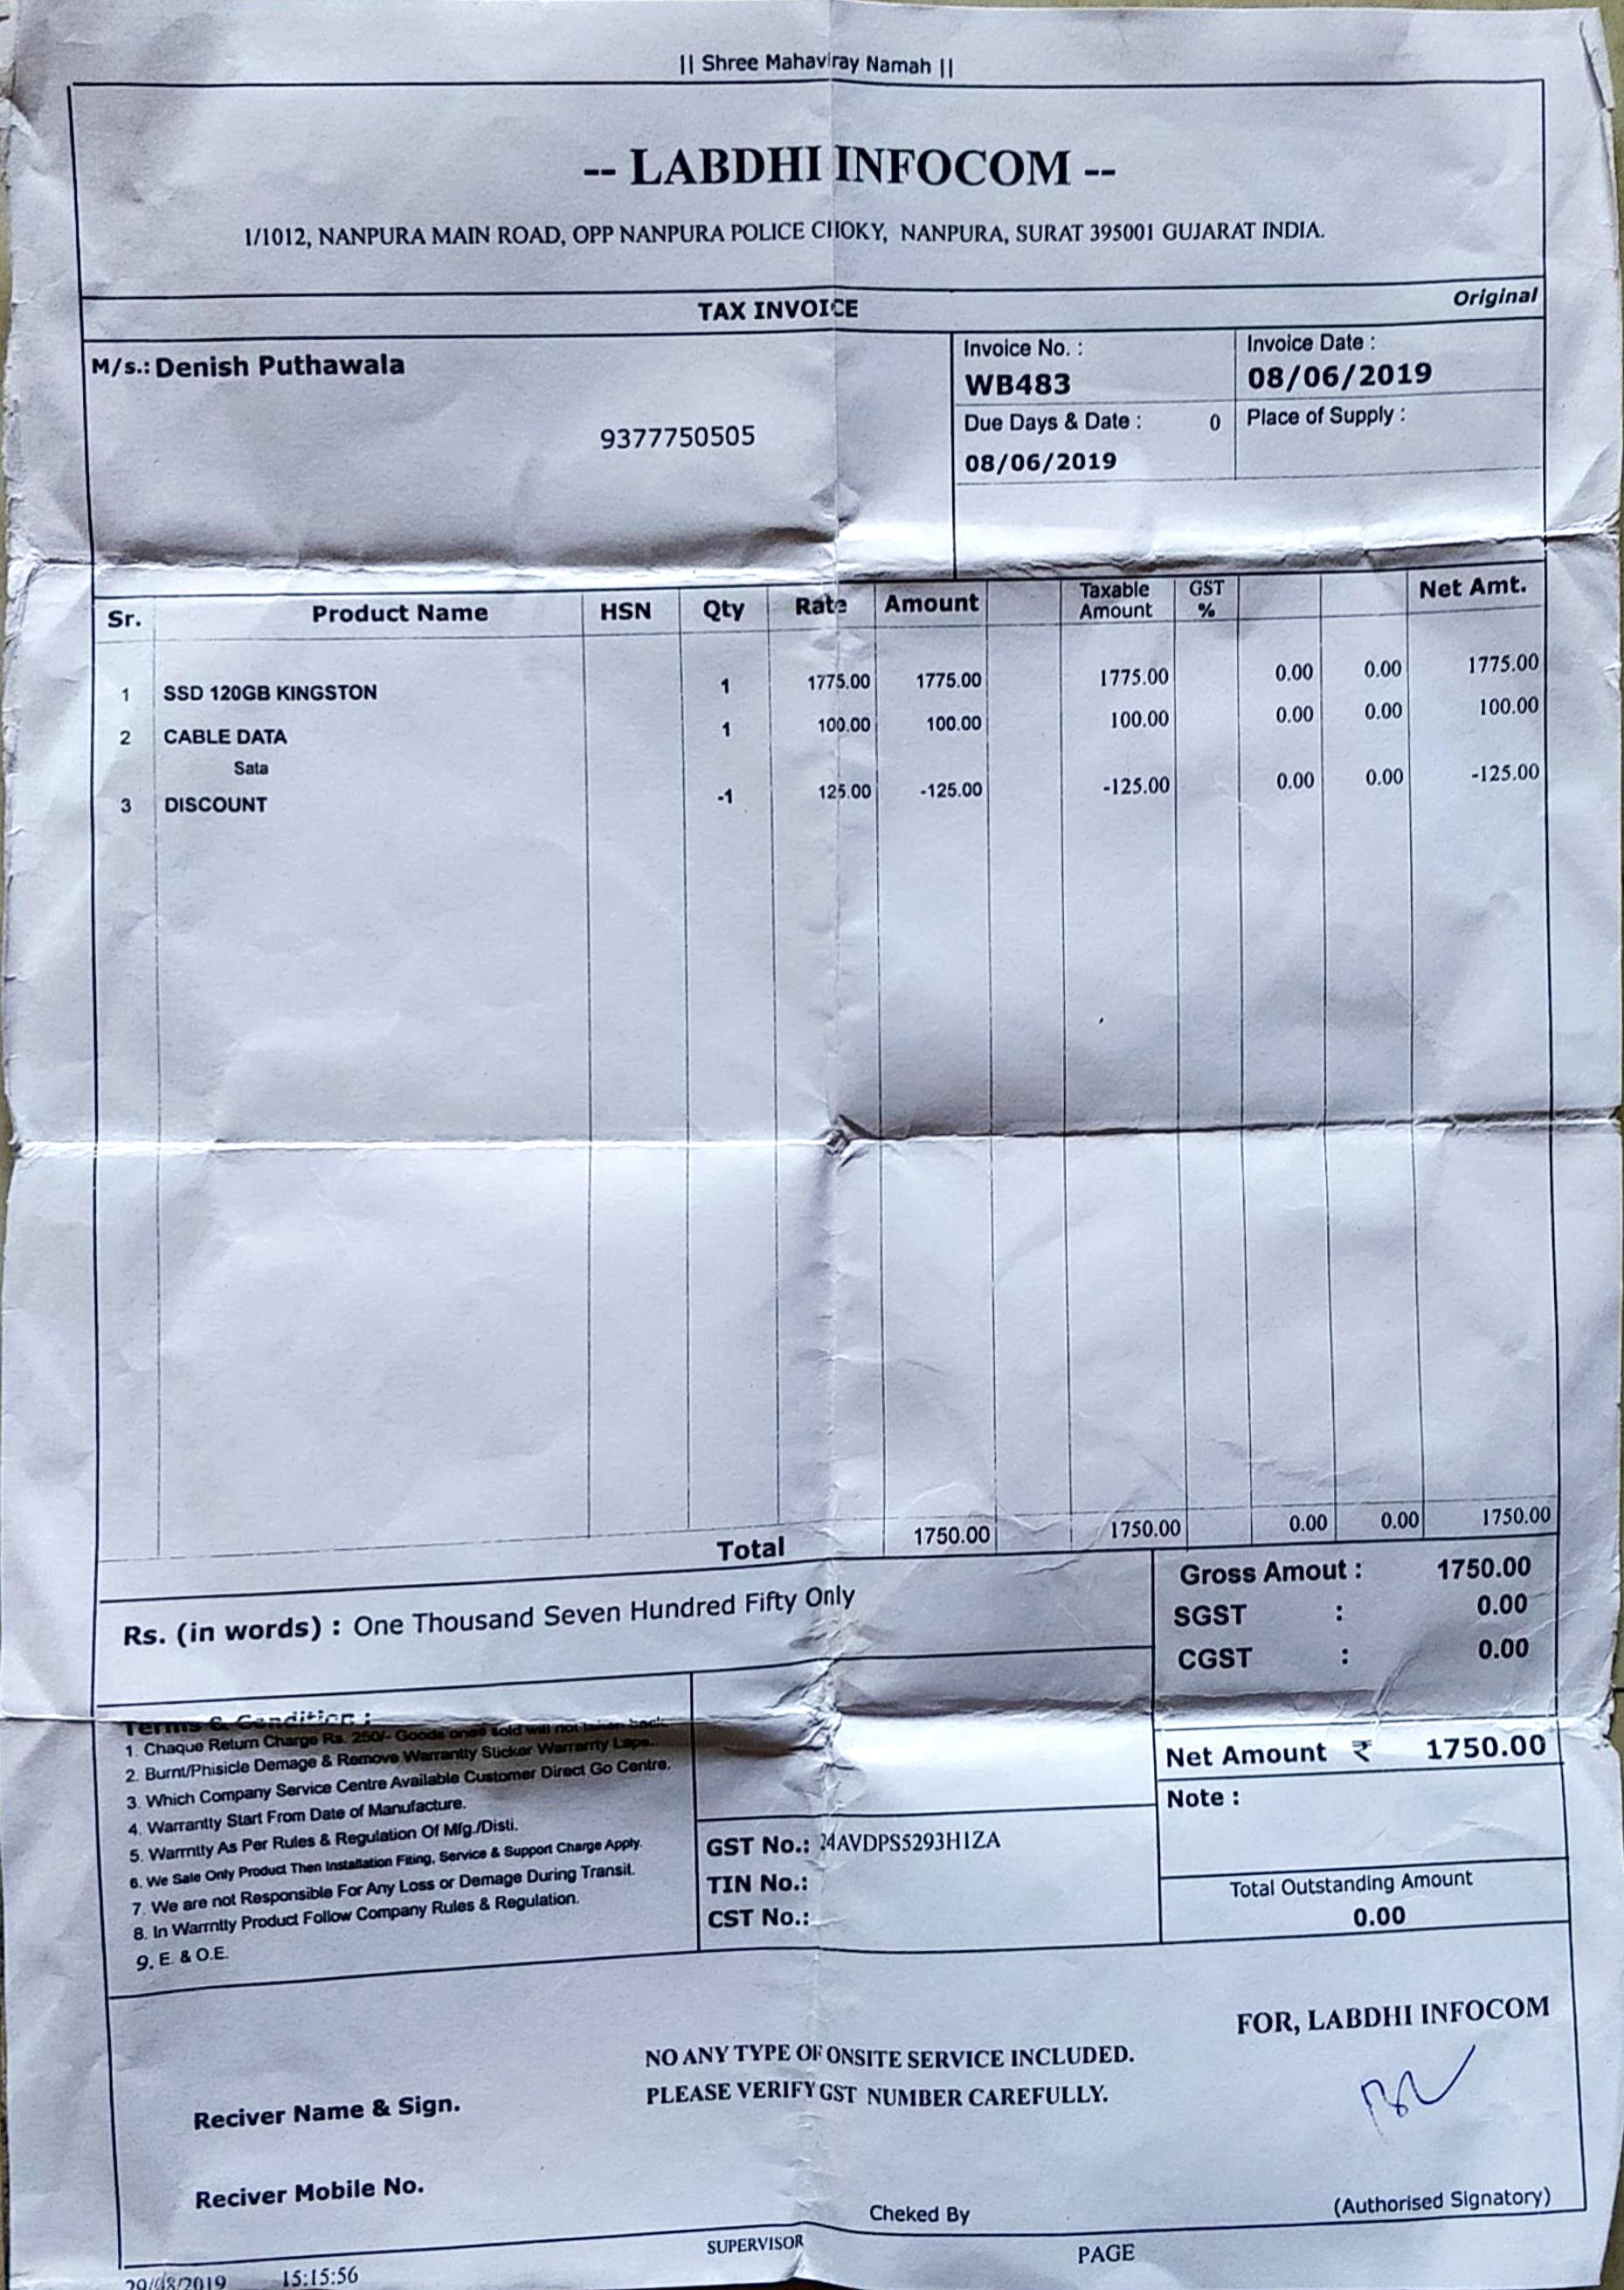 || Shree Mahaviray Namah ||
-- LABDHI INFOCOM --
1/1012, NANPURA MAIN ROAD, OPP NANPURA POLICE CHOKY, NANPURA, SURAT 395001 GUJARAT INDIA.
TAX INVOICE
Original
M/s.: Denish Puthawala
9377750505
Invoice No. :
WB483
Invoice Date :
08/06/2019
Due Days & Date : 0
08/06/2019
Place of Supply :
Sr. Product Name HSN Qty Rate Amount Taxable Amount GST % Net Amt.
1 SSD 120GB KINGSTON 1 1775.00 1775.00 1775.00 0.00 0.00 1775.00
2 CABLE DATA 1 100.00 100.00 100.00 0.00 0.00 100.00
Sata
3 DISCOUNT -1 125.00 -125.00 -125.00 0.00 0.00 -125.00
Total 1750.00 1750.00 0.00 0.00 1750.00
Rs. (in words) : One Thousand Seven Hundred Fifty Only
Gross Amout : 1750.00
SGST : 0.00
CGST : 0.00
Net Amount ₹ 1750.00
Note :
Total Outstanding Amount
0.00
Terms & Condition :
1. Chaque Return Charge Rs. 250/- Goods ones sold will not taken back
2. Burnt/Phisicle Demage & Remove Warrantly Sticker Warranty Laps..
3. Which Company Service Centre Available Customer Direct Go Centre.
4. Warrantly Start From Date of Manufacture.
5. Warrntly As Per Rules & Regulation Of Mfg./Disti.
6. We Sale Only Product Then Installation Fiting, Service & Support Charge Apply.
7. We are not Responsible For Any Loss or Demage During Transit.
8. In Warrntly Product Follow Company Rules & Regulation.
9. E. & O.E.
GST No.: 24AVDPS5293H1ZA
TIN No.:
CST No.:
FOR, LABDHI INFOCOM
NO ANY TYPE OF ONSITE SERVICE INCLUDED.
PLEASE VERIFY GST NUMBER CAREFULLY.
Reciver Name & Sign.
Reciver Mobile No.
Cheked By
(Authorised Signatory)
SUPERVISOR
PAGE
29/08/2019 15:15:56